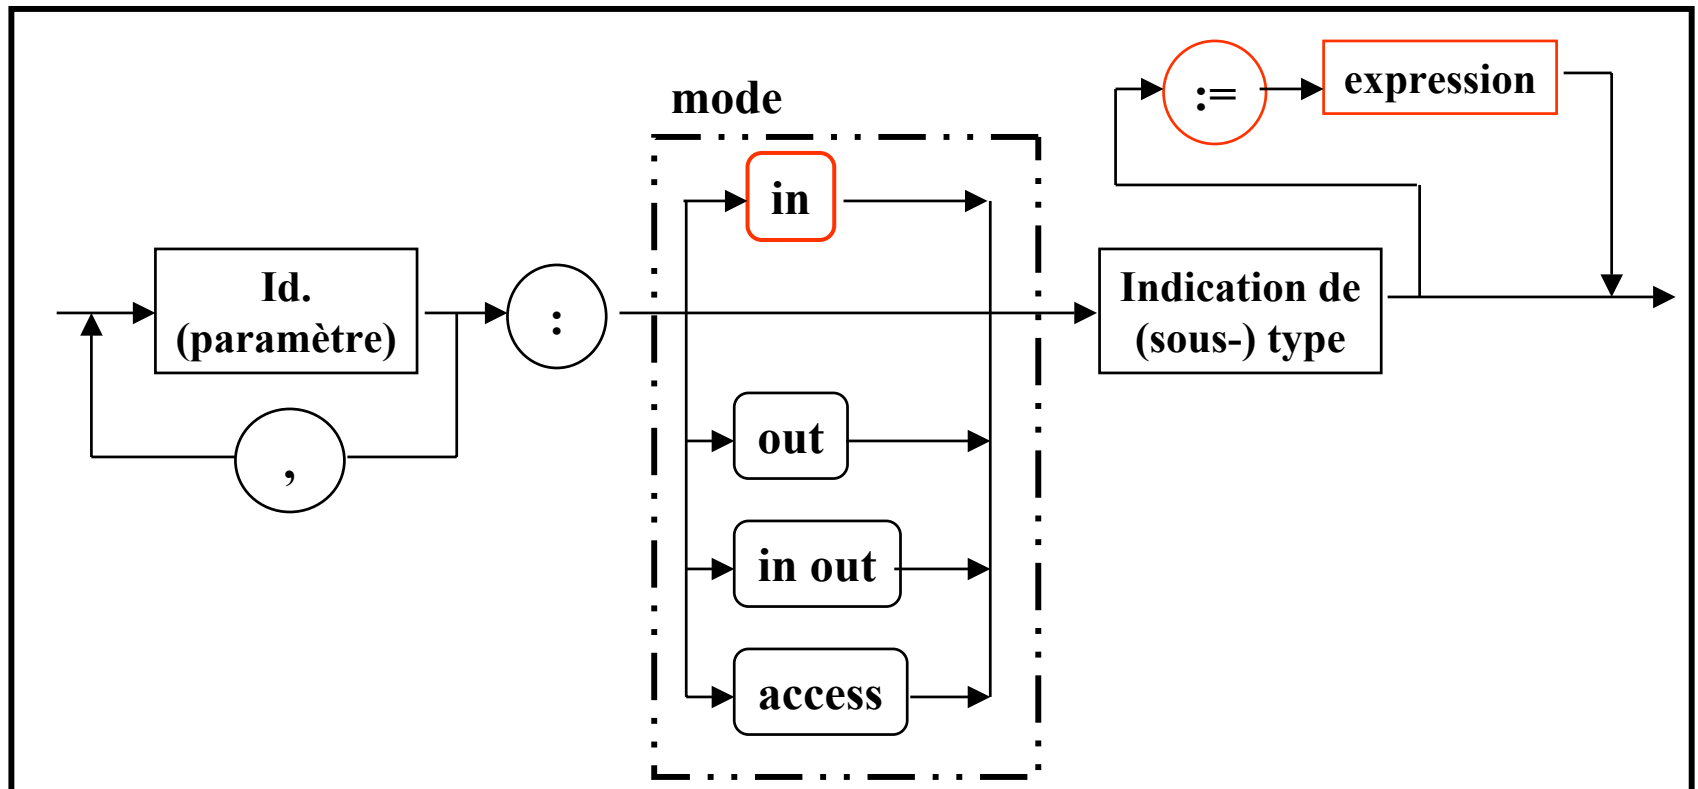 mode
:=
expression
in
Id.
(paramètre)
:
Indication de
(sous-) type
,
out
in out
access